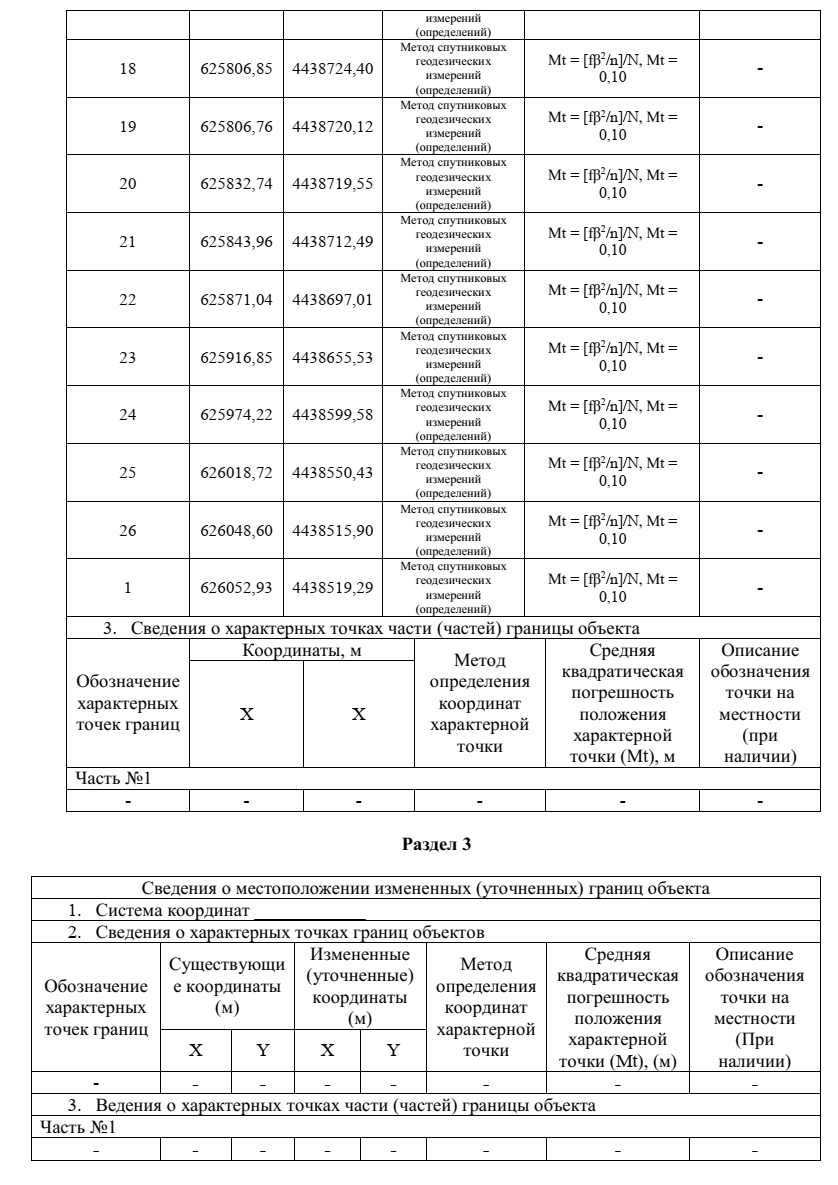 измерений
(определений)
18 625806,85 4438724,40 Метод спутниковых геодезических измерений (определений) Mt = [fβ²/n]/N, Mt = 0,10 -
19 625806,76 4438720,12 Метод спутниковых геодезических измерений (определений) Mt = [fβ²/n]/N, Mt = 0,10 -
20 625832,74 4438719,55 Метод спутниковых геодезических измерений (определений) Mt = [fβ²/n]/N, Mt = 0,10 -
21 625843,96 4438712,49 Метод спутниковых геодезических измерений (определений) Mt = [fβ²/n]/N, Mt = 0,10 -
22 625871,04 4438697,01 Метод спутниковых геодезических измерений (определений) Mt = [fβ²/n]/N, Mt = 0,10 -
23 625916,85 4438655,53 Метод спутниковых геодезических измерений (определений) Mt = [fβ²/n]/N, Mt = 0,10 -
24 625974,22 4438599,58 Метод спутниковых геодезических измерений (определений) Mt = [fβ²/n]/N, Mt = 0,10 -
25 626018,72 4438550,43 Метод спутниковых геодезических измерений (определений) Mt = [fβ²/n]/N, Mt = 0,10 -
26 626048,60 4438515,90 Метод спутниковых геодезических измерений (определений) Mt = [fβ²/n]/N, Mt = 0,10 -
1 626052,93 4438519,29 Метод спутниковых геодезических измерений (определений) Mt = [fβ²/n]/N, Mt = 0,10 -
3. Сведения о характерных точках части (частей) границы объекта
Обозначение
характерных
точек границ
Координаты, м
X X
Метод
определения
координат
характерной
точки
Средняя
квадратическая
погрешность
положения
характерной
точки (Mt), м
Описание
обозначения
точки на
местности
(при
наличии)
Часть №1
- - - - - -
Раздел 3
Сведения о местоположении измененных (уточненных) границ объекта
1. Система координат ____________
2. Сведения о характерных точках границ объектов
Обозначение
характерных
точек границ
Существующи
е координаты
(м)
X Y
Измененные
(уточненные)
координаты
(м)
X Y
Метод
определения
координат
характерной
точки
Средняя
квадратическая
погрешность
положения
характерной
точки (Mt), (м)
Описание
обозначения
точки на
местности
(При
наличии)
- - - - - - - -
3. Ведения о характерных точках части (частей) границы объекта
Часть №1
- - - - - - - -